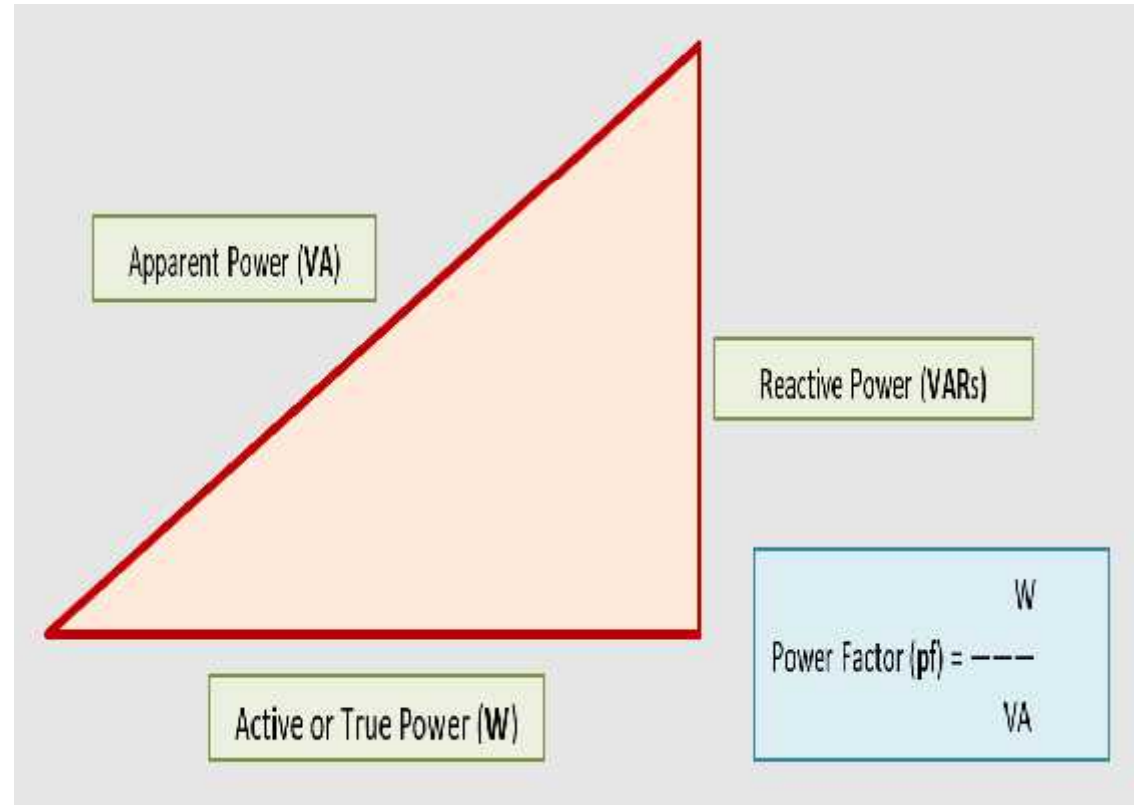 Apparent Power (VA)
Reactive Power (VARs)
W
Power Factor (pf) = ———
VA
Active or True Power (W)